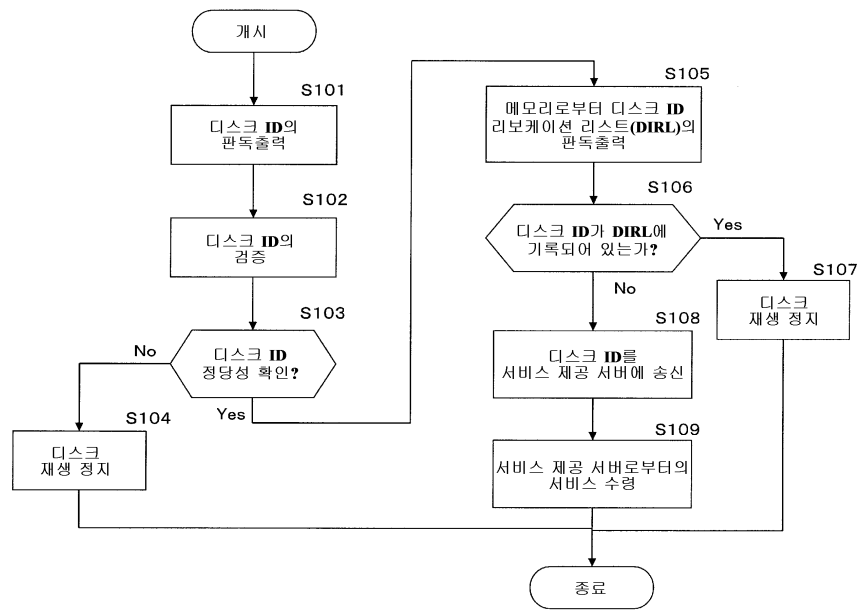 개시
S101
디스크 ID의
판독출력
S102
디스크 ID의
검증
S103
디스크 ID
정당성 확인?
No
Yes
S104
디스크
재생 정지
S105
메모리로부터 디스크 ID
리보케이션 리스트(DIRL)의
판독출력
S106
디스크 ID가 DIRL에
기록되어 있는가?
Yes
No
S107
디스크
재생 정지
S108
디스크 ID를
서비스 제공 서버에 송신
S109
서비스 제공 서버로부터의
서비스 수령
종료